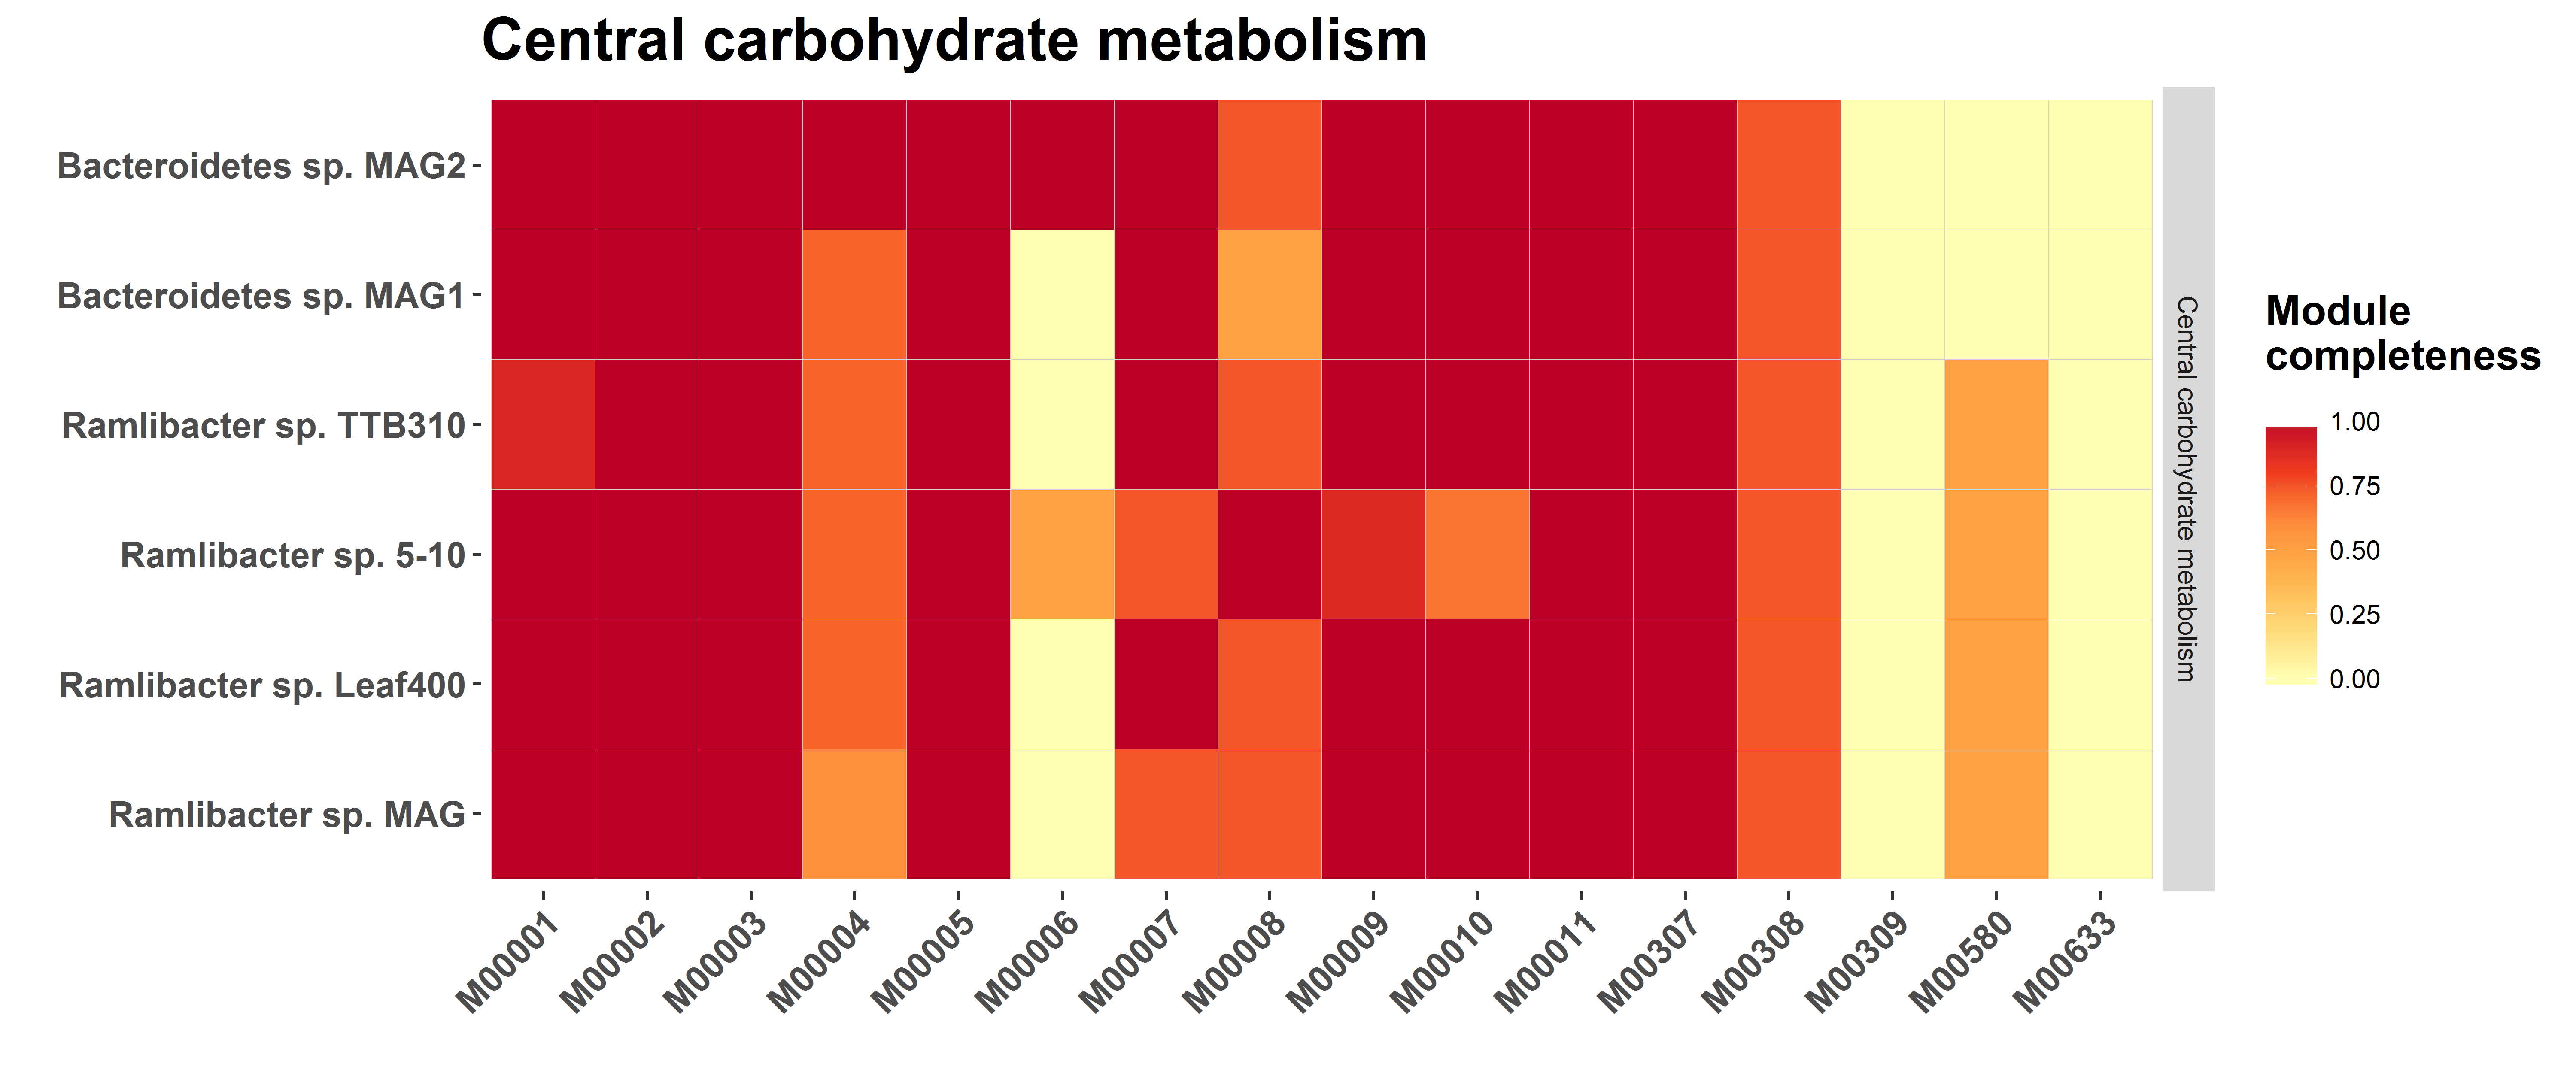 Central carbohydrate metabolism
Bacteroidetes sp. MAG2
Bacteroidetes sp. MAG1
Ramlibacter sp. TTB310
Ramlibacter sp. 5-10
Ramlibacter sp. Leaf400
Ramlibacter sp. MAG
M00001
M00002
M00003
M00004
M00005
M00006
M00007
M00008
M00009
M00010
M00011
M00307
M00308
M00309
M00580
M00633
Central carbohydrate metabolism
Module
completeness
1.00
0.75
0.50
0.25
0.00